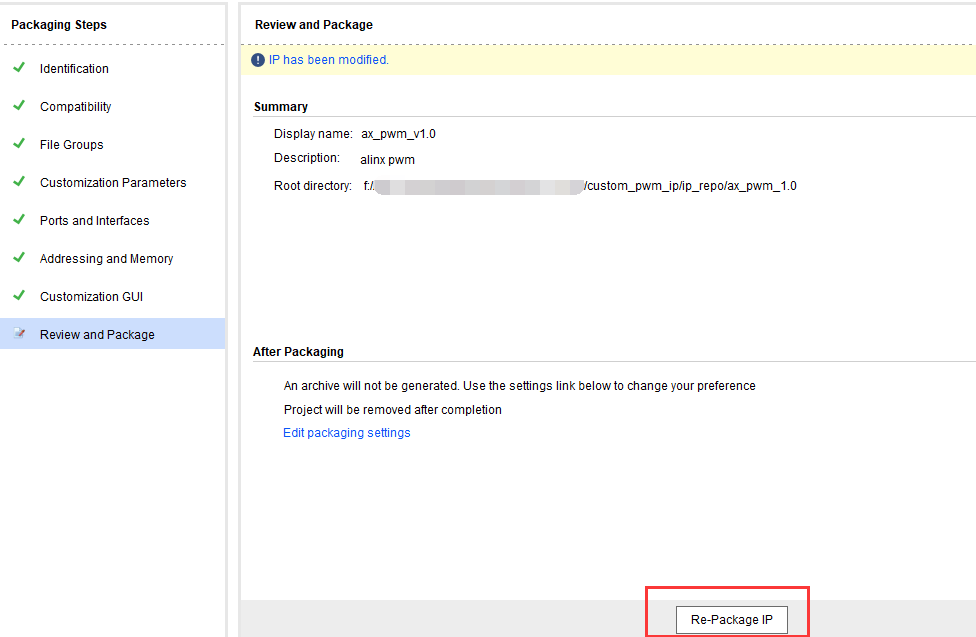 Packaging Steps
Identification
Compatibility
File Groups
Customization Parameters
Ports and Interfaces
Addressing and Memory
Customization GUI
Review and Package
Review and Package
IP has been modified.
Summary
Display name: ax_pwm_v1.0
Description: alinx pwm
Root directory: f:/ /custom_pwm_ip/ip_repo/ax_pwm_1.0
After Packaging
An archive will not be generated. Use the settings link below to change your preference
Project will be removed after completion
Edit packaging settings
Re-Package IP